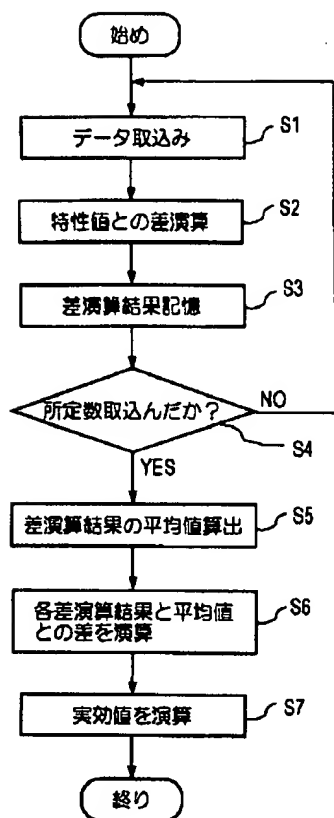 始め
データ取込み
S1
特性値との差演算
S2
差演算結果記憶
S3
所定数取込んだか?
NO
S4
YES
差演算結果の平均値算出
S5
各差演算結果と平均値
との差を演算
S6
実効値を演算
S7
終り